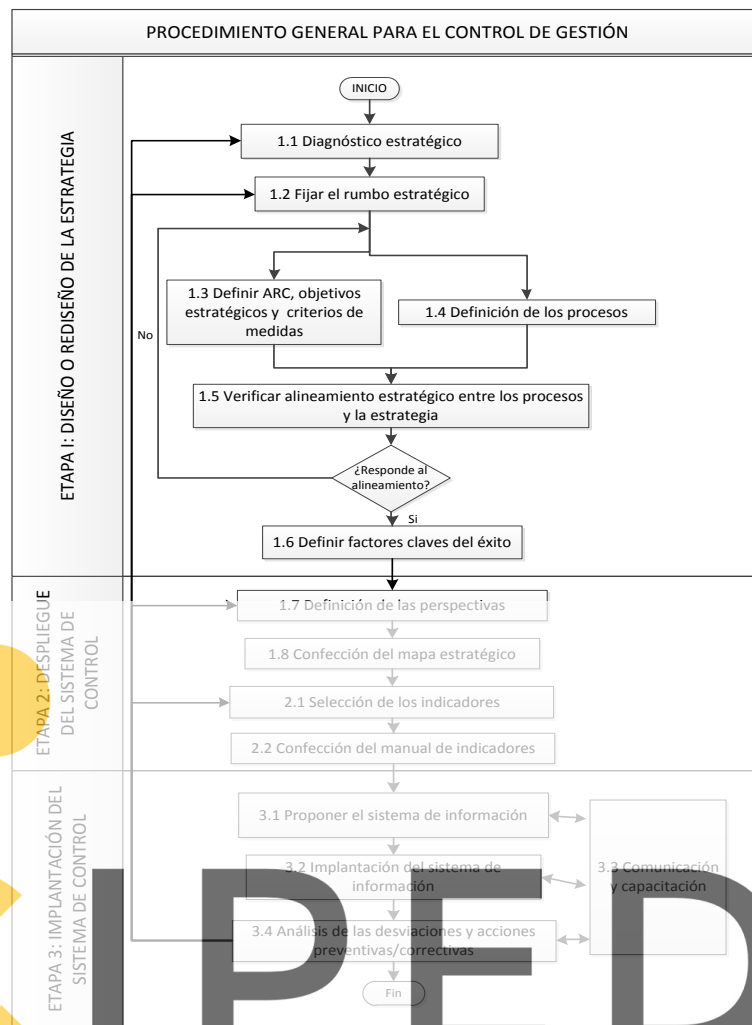 PROCEDIMIENTO GENERAL PARA EL CONTROL DE GESTIÓN
ETAPA I: DISEÑO O REDISEÑO DE LA ESTRATEGIA
INICIO
1.1 Diagnóstico estratégico
1.2 Fijar el rumbo estratégico
1.3 Definir ARC, objetivos
estratégicos y criterios de
medidas
1.4 Definición de los procesos
No
1.5 Verificar alineamiento estratégico entre los procesos
y la estrategia
¿Responde al
alineamiento?
Si
1.6 Definir factores claves del éxito
ETAPA 2: DESPLIEGUE
DEL SISTEMA DE
CONTROL
1.7 Definición de las perspectivas
1.8 Confección del mapa estratégico
2.1 Selección de los indicadores
2.2 Confección del manual de indicadores
ETAPA 3: IMPLANTACIÓN DEL
SISTEMA DE CONTROL
3.1 Proponer el sistema de información
3.2 Implantación del sistema de
información
3.3 Comunicación
y capacitación
3.4 Análisis de las desviaciones y acciones
preventivas/correctivas
Fin
IPED